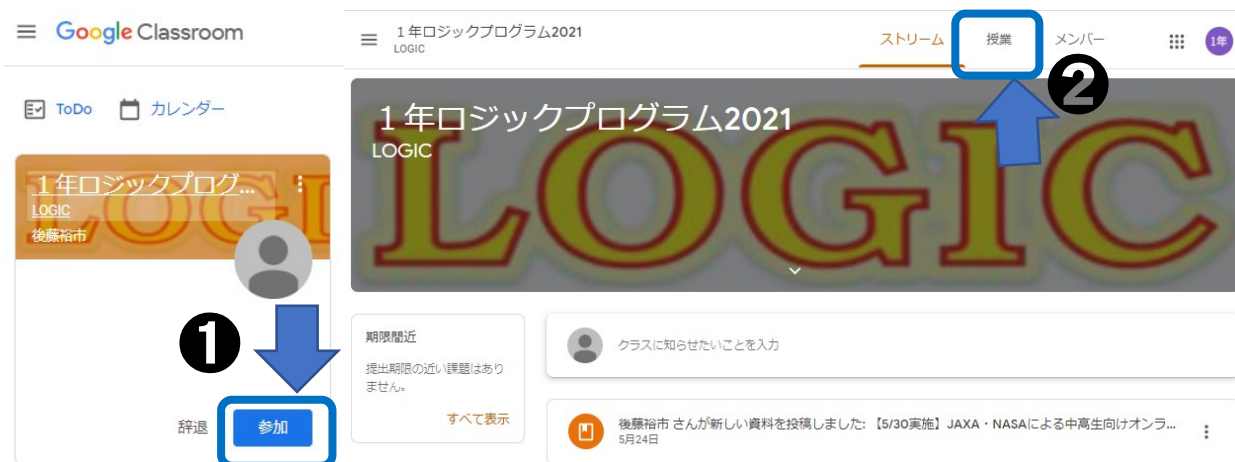 Google Classroom
ToDo カレンダー
１年ロジックプログ...
LOGIC
後藤裕市
❶
辞退 参加
１年ロジックプログラム2021
LOGIC
ストリーム 授業 メンバー
1年
❷
１年ロジックプログラム2021
LOGIC
LOGIC
期限間近
提出期限の近い課題はあり
ません。
すべて表示
クラスに知らせたいことを入力
後藤裕市 さんが新しい資料を投稿しました: 【5/30実施】JAXA・NASAによる中高生向けオンラ...
5月24日